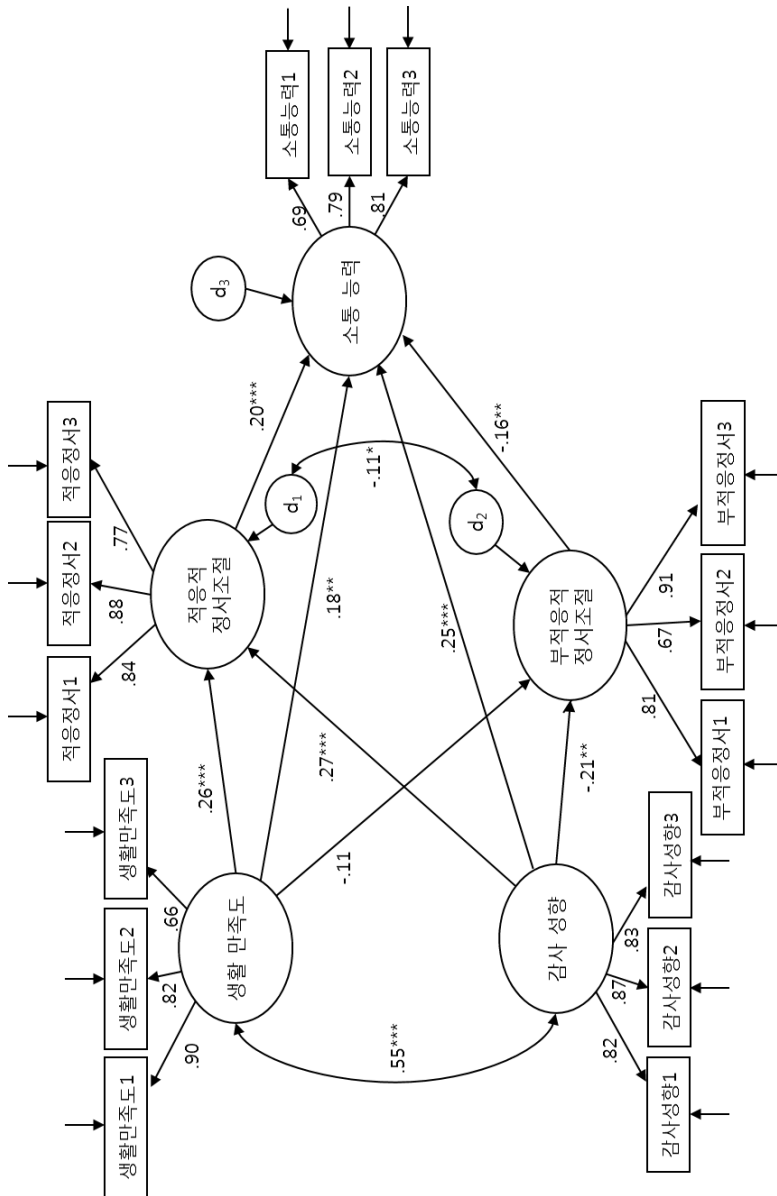 생활만족도1
생활만족도2
생활만족도3
적응정서1
적응정서2
적응정서3
.90
.82
.66
.84
.88
.77
생활 만족도
적응적
정서조절
.26***
.20***
d₃
소통능력1
소통능력2
소통능력3
.69
.79
.81
소통 능력
.55***
.27***
.18**
d₁
-.11*
d₂
-.11
.25***
-.16**
감사 성향
-.21**
부적응적
정서조절
.82
.87
.83
.81
.67
.91
감사성향1
감사성향2
감사성향3
부적응정서1
부적응정서2
부적응정서3